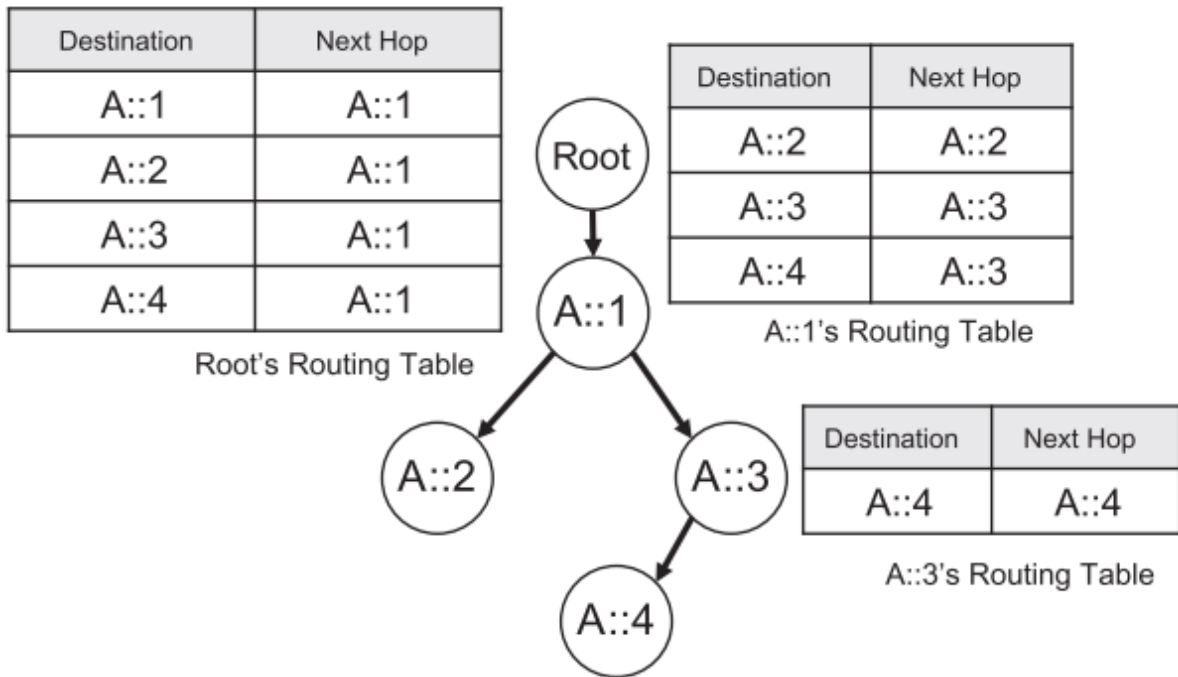 Destination Next Hop
A::1 A::1
A::2 A::1
A::3 A::1
A::4 A::1
Root's Routing Table
Root
A::1
A::2
A::3
A::4
Destination Next Hop
A::2 A::2
A::3 A::3
A::4 A::3
A::1's Routing Table
Destination Next Hop
A::4 A::4
A::3's Routing Table